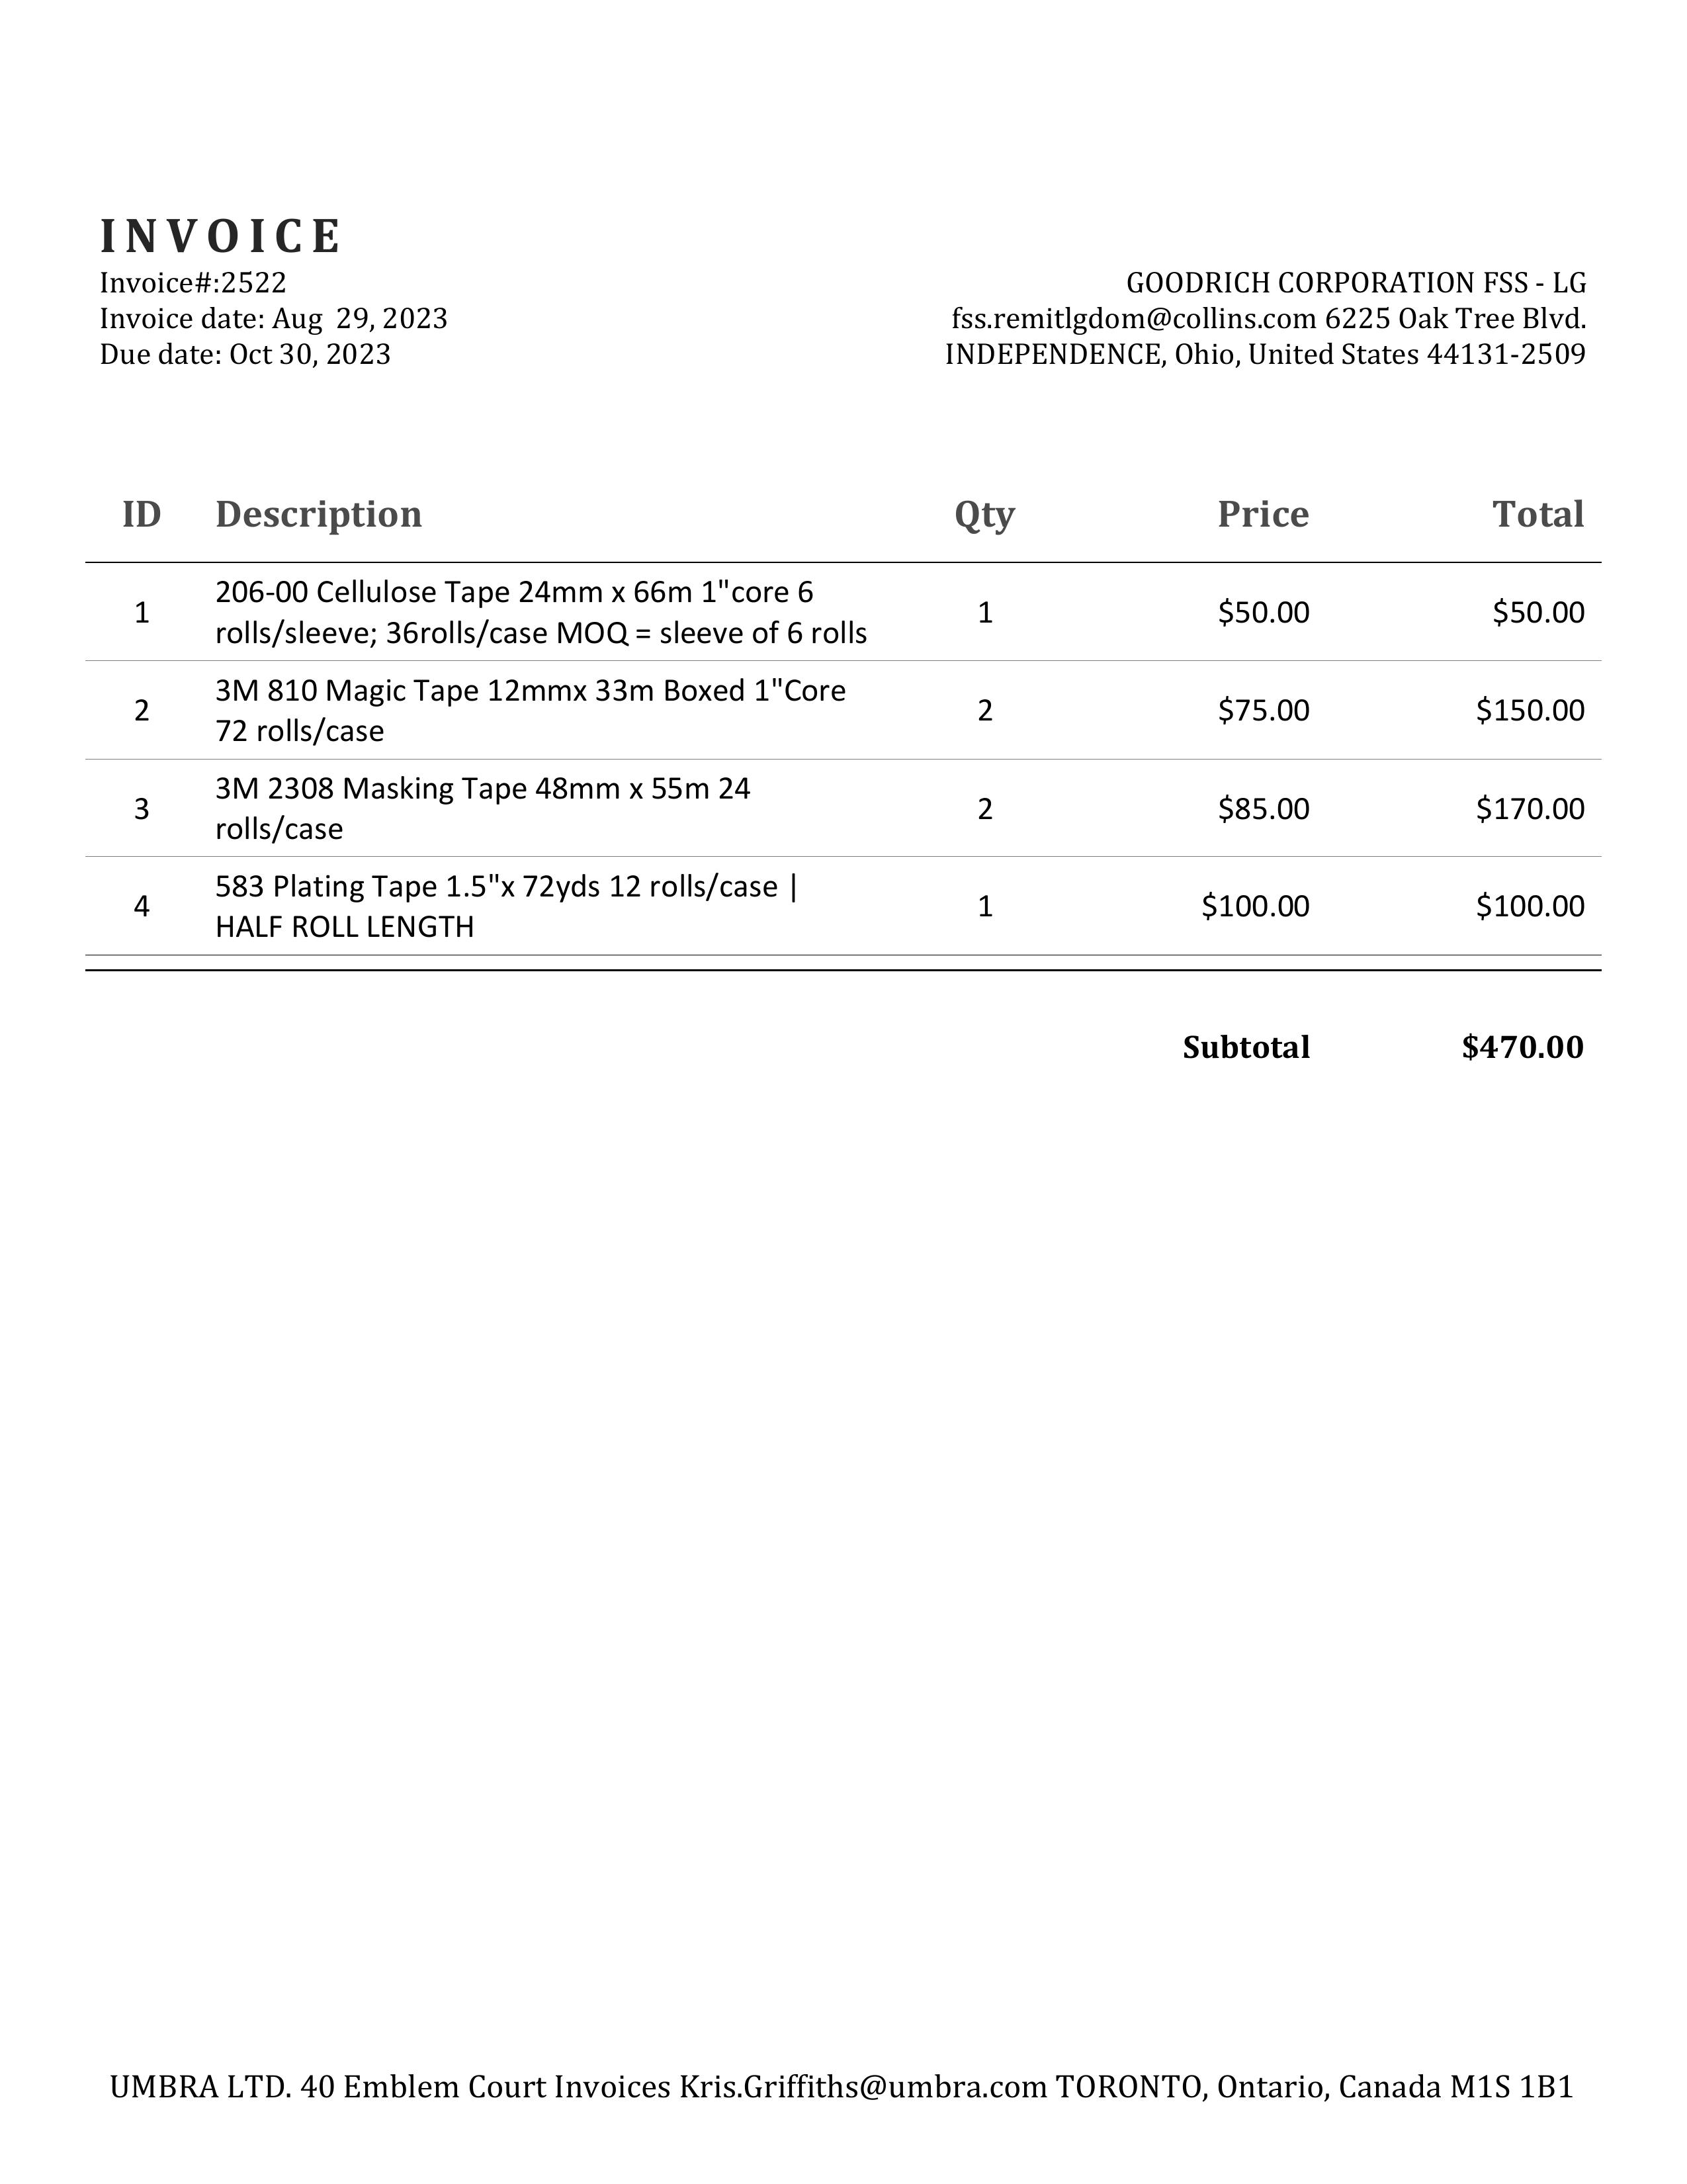 INVOICE
Invoice#:2522
Invoice date: Aug  29, 2023
Due date: Oct 30, 2023
GOODRICH CORPORATION FSS - LG
fss.remitlgdom@collins.com 6225 Oak Tree Blvd.
INDEPENDENCE, Ohio, United States 44131-2509
ID Description Qty Price Total
1 206-00 Cellulose Tape 24mm x 66m 1"core 6
rolls/sleeve; 36rolls/case MOQ = sleeve of 6 rolls 1 $50.00 $50.00
2 3M 810 Magic Tape 12mmx 33m Boxed 1"Core
72 rolls/case 2 $75.00 $150.00
3 3M 2308 Masking Tape 48mm x 55m 24
rolls/case 2 $85.00 $170.00
4 583 Plating Tape 1.5"x 72yds 12 rolls/case |
HALF ROLL LENGTH 1 $100.00 $100.00
Subtotal $470.00
UMBRA LTD. 40 Emblem Court Invoices Kris.Griffiths@umbra.com TORONTO, Ontario, Canada M1S 1B1